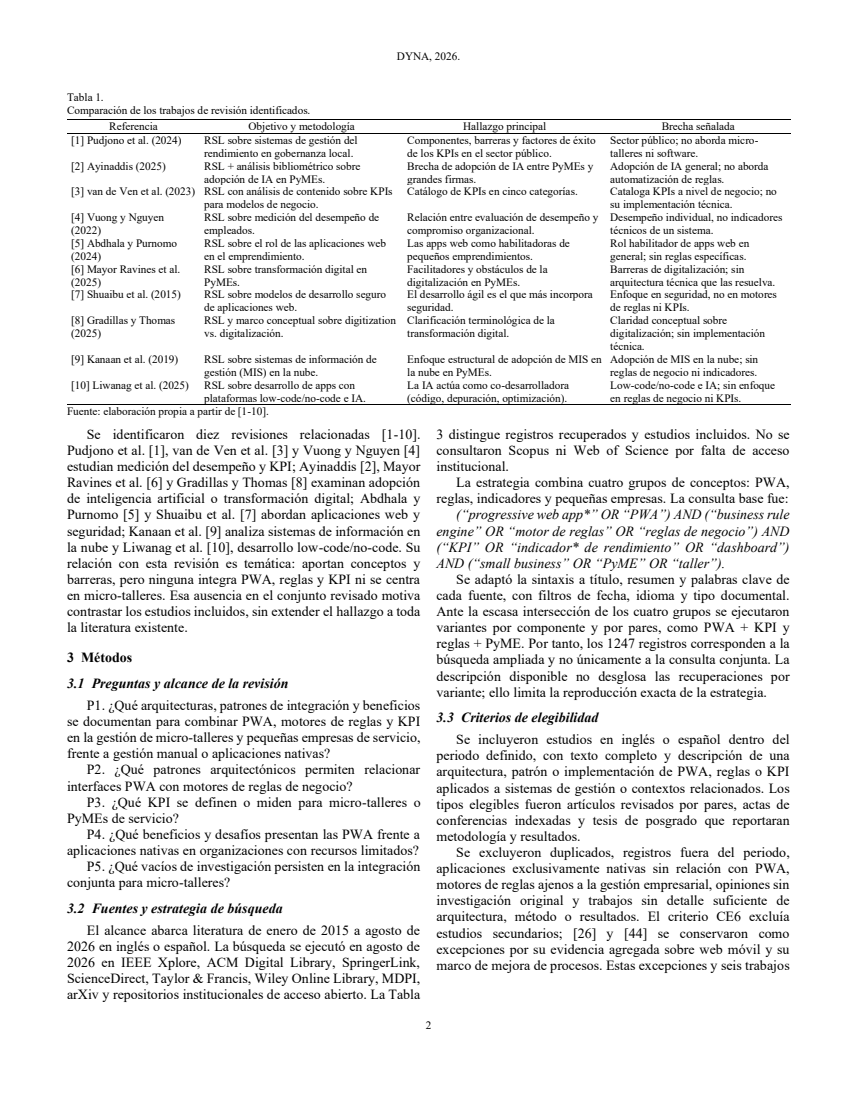 DYNA, 2026.
Tabla 1.
Comparación de los trabajos de revisión identificados.
Referencia Objetivo y metodología Hallazgo principal Brecha señalada
[1] Pudjono et al. (2024) RSL sobre sistemas de gestión del rendimiento en gobernanza local. Componentes, barreras y factores de éxito de los KPIs en el sector público. Sector público; no aborda micro-talleres ni software.
[2] Ayinaddis (2025) RSL + análisis bibliométrico sobre adopción de IA en PyMEs. Brecha de adopción de IA entre PyMEs y grandes firmas. Adopción de IA general; no aborda automatización de reglas.
[3] van de Ven et al. (2023) RSL con análisis de contenido sobre KPIs para modelos de negocio. Catálogo de KPIs en cinco categorías. Cataloga KPIs a nivel de negocio; no su implementación técnica.
[4] Vuong y Nguyen (2022) RSL sobre medición del desempeño de empleados. Relación entre evaluación de desempeño y compromiso organizacional. Desempeño individual, no indicadores técnicos de un sistema.
[5] Abdhala y Purnomo (2024) RSL sobre el rol de las aplicaciones web en el emprendimiento. Las apps web como habilitadoras de pequeños emprendimientos. Rol habilitador de apps web en general; sin reglas específicas.
[6] Mayor Ravines et al. (2025) RSL sobre transformación digital en PyMEs. Facilitadores y obstáculos de la digitalización en PyMEs. Barreras de digitalización; sin arquitectura técnica que las resuelva.
[7] Shuaibu et al. (2015) RSL sobre modelos de desarrollo seguro de aplicaciones web. El desarrollo ágil es el que más incorpora seguridad. Enfoque en seguridad, no en motores de reglas ni KPIs.
[8] Gradillas y Thomas (2025) RSL y marco conceptual sobre digitization vs. digitalización. Clarificación terminológica de la transformación digital. Claridad conceptual sobre digitalización; sin implementación técnica.
[9] Kanaan et al. (2019) RSL sobre sistemas de información de gestión (MIS) en la nube. Enfoque estructural de adopción de MIS en la nube en PyMEs. Adopción de MIS en la nube; sin reglas de negocio ni indicadores.
[10] Liwanag et al. (2025) RSL sobre desarrollo de apps con plataformas low-code/no-code e IA. La IA actúa como co-desarrolladora (código, depuración, optimización). Low-code/no-code e IA; sin enfoque en reglas de negocio ni KPIs.
Fuente: elaboración propia a partir de [1-10].
Se identificaron diez revisiones relacionadas [1-10].
Pudjono et al. [1], van de Ven et al. [3] y Vuong y Nguyen [4]
estudian medición del desempeño y KPI; Ayinaddis [2], Mayor
Ravines et al. [6] y Gradillas y Thomas [8] examinan adopción
de inteligencia artificial o transformación digital; Abdhala y
Purnomo [5] y Shuaibu et al. [7] abordan aplicaciones web y
seguridad; Kanaan et al. [9] analiza sistemas de información en
la nube y Liwanag et al. [10], desarrollo low-code/no-code. Su
relación con esta revisión es temática: aportan conceptos y
barreras, pero ninguna integra PWA, reglas y KPI ni se centra
en micro-talleres. Esa ausencia en el conjunto revisado motiva
contrastar los estudios incluidos, sin extender el hallazgo a toda
la literatura existente.
3 Métodos
3.1 Preguntas y alcance de la revisión
P1. ¿Qué arquitecturas, patrones de integración y beneficios
se documentan para combinar PWA, motores de reglas y KPI
en la gestión de micro-talleres y pequeñas empresas de servicio,
frente a gestión manual o aplicaciones nativas?
P2. ¿Qué patrones arquitectónicos permiten relacionar
interfaces PWA con motores de reglas de negocio?
P3. ¿Qué KPI se definen o miden para micro-talleres o
PyMEs de servicio?
P4. ¿Qué beneficios y desafíos presentan las PWA frente a
aplicaciones nativas en organizaciones con recursos limitados?
P5. ¿Qué vacíos de investigación persisten en la integración
conjunta para micro-talleres?
3.2 Fuentes y estrategia de búsqueda
El alcance abarca literatura de enero de 2015 a agosto de
2026 en inglés o español. La búsqueda se ejecutó en agosto de
2026 en IEEE Xplore, ACM Digital Library, SpringerLink,
ScienceDirect, Taylor & Francis, Wiley Online Library, MDPI,
arXiv y repositorios institucionales de acceso abierto. La Tabla
3 distingue registros recuperados y estudios incluidos. No se
consultaron Scopus ni Web of Science por falta de acceso
institucional.
La estrategia combina cuatro grupos de conceptos: PWA,
reglas, indicadores y pequeñas empresas. La consulta base fue:
(“progressive web app*” OR “PWA”) AND (“business rule
engine” OR “motor de reglas” OR “reglas de negocio”) AND
(“KPI” OR “indicador* de rendimiento” OR “dashboard”)
AND (“small business” OR “PyME” OR “taller”).
Se adaptó la sintaxis a título, resumen y palabras clave de
cada fuente, con filtros de fecha, idioma y tipo documental.
Ante la escasa intersección de los cuatro grupos se ejecutaron
variantes por componente y por pares, como PWA + KPI y
reglas + PyME. Por tanto, los 1247 registros corresponden a la
búsqueda ampliada y no únicamente a la consulta conjunta. La
descripción disponible no desglosa las recuperaciones por
variante; ello limita la reproducción exacta de la estrategia.
3.3 Criterios de elegibilidad
Se incluyeron estudios en inglés o español dentro del
periodo definido, con texto completo y descripción de una
arquitectura, patrón o implementación de PWA, reglas o KPI
aplicados a sistemas de gestión o contextos relacionados. Los
tipos elegibles fueron artículos revisados por pares, actas de
conferencias indexadas y tesis de posgrado que reportaran
metodología y resultados.
Se excluyeron duplicados, registros fuera del periodo,
aplicaciones exclusivamente nativas sin relación con PWA,
motores de reglas ajenos a la gestión empresarial, opiniones sin
investigación original y trabajos sin detalle suficiente de
arquitectura, método o resultados. El criterio CE6 excluía
estudios secundarios; [26] y [44] se conservaron como
excepciones por su evidencia agregada sobre web móvil y su
marco de mejora de procesos. Estas excepciones y seis trabajos
2